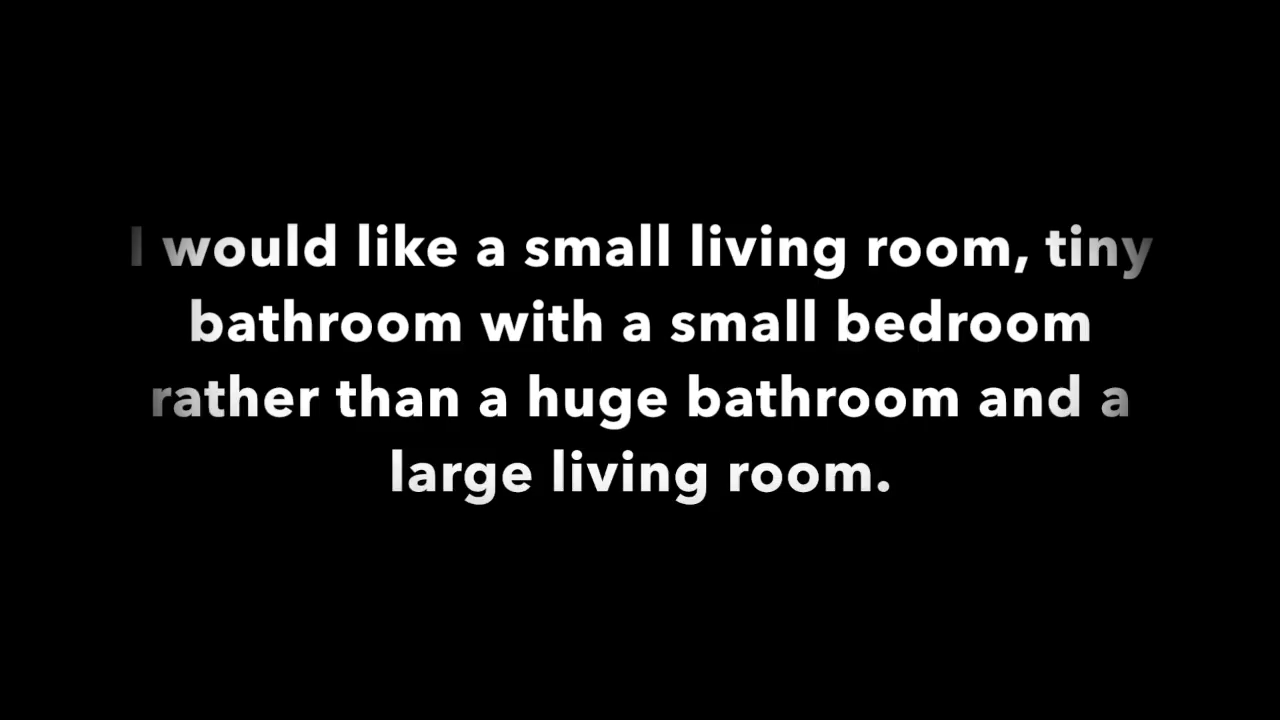 I would like a small living room, tiny
bathroom with a small bedroom
rather than a huge bathroom and a
large living room.